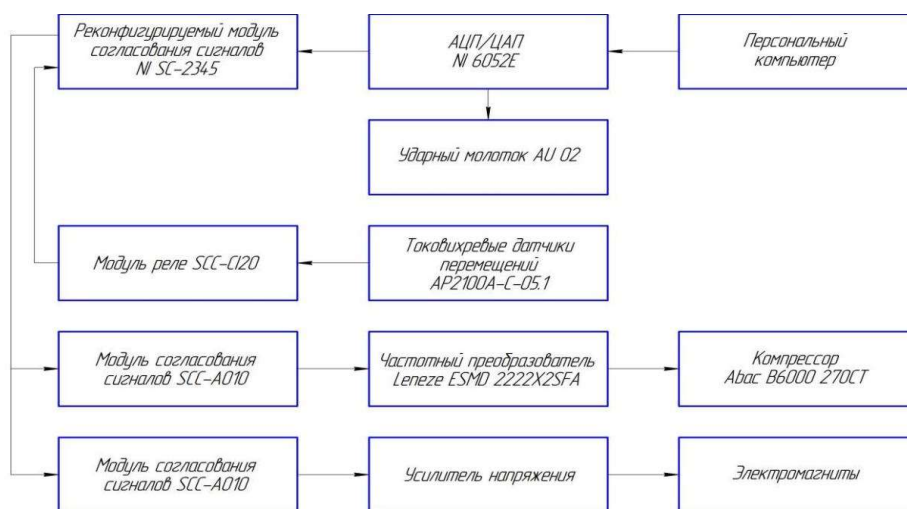 Реконфигурируемый модуль
согласования сигналов
NI SC-2345
АЦП/ЦАП
NI 6052E
Персональный
компьютер
Ударный молоток AU 02
Модуль реле SCC-CI20
Токовихревые датчики
перемещений
AP2100A-C-05.1
Модуль согласования
сигналов SCC-AO10
Частотный преобразователь
Leneze ESMD 2222X2SFA
Компрессор
Abac B6000 270CT
Модуль согласования
сигналов SCC-AO10
Усилитель напряжения
Электромагниты